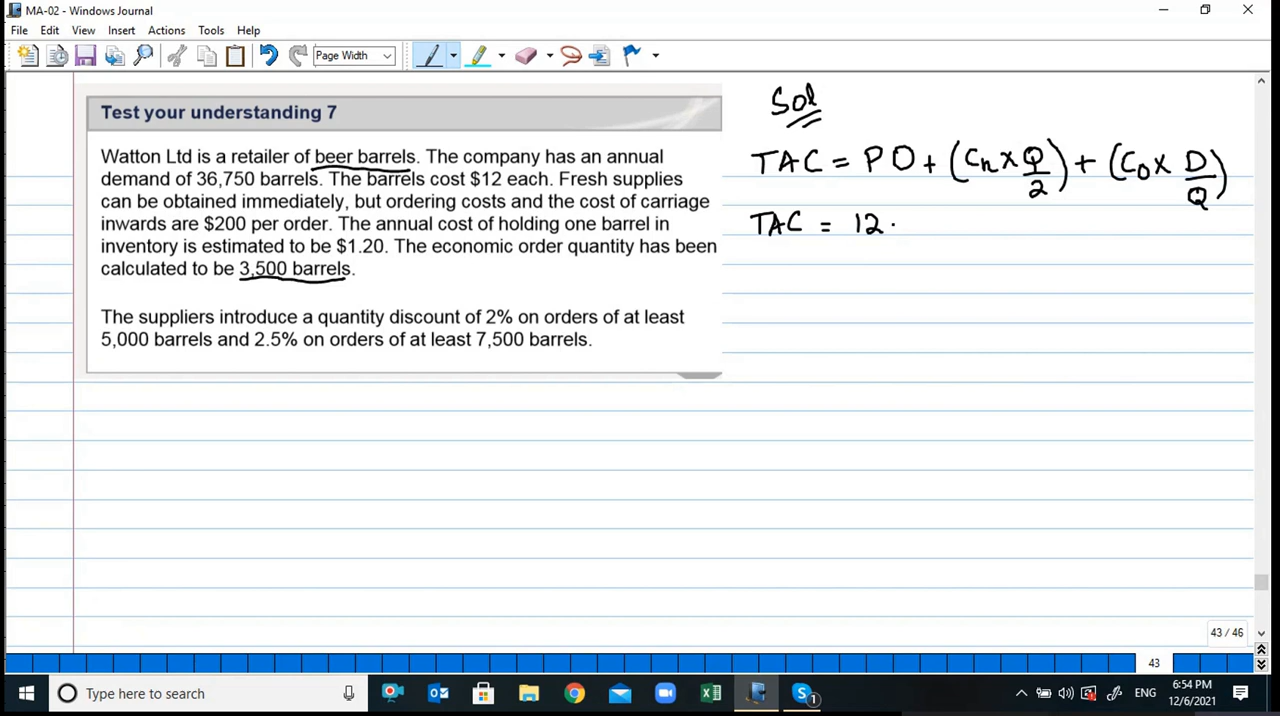 MA-02 - Windows Journal
File Edit View Insert Actions Tools Help
Page Width
Test your understanding 7
Watton Ltd is a retailer of beer barrels. The company has an annual
demand of 36,750 barrels. The barrels cost $12 each. Fresh supplies
can be obtained immediately, but ordering costs and the cost of carriage
inwards are $200 per order. The annual cost of holding one barrel in
inventory is estimated to be $1.20. The economic order quantity has been
calculated to be 3,500 barrels.
The suppliers introduce a quantity discount of 2% on orders of at least
5,000 barrels and 2.5% on orders of at least 7,500 barrels.
Sol
TAC = PD + (Ch × Q/2) + (Co × D/Q)
TAC = 12 ·
43 / 46
43
Type here to search
1
ENG
6:54 PM
12/6/2021